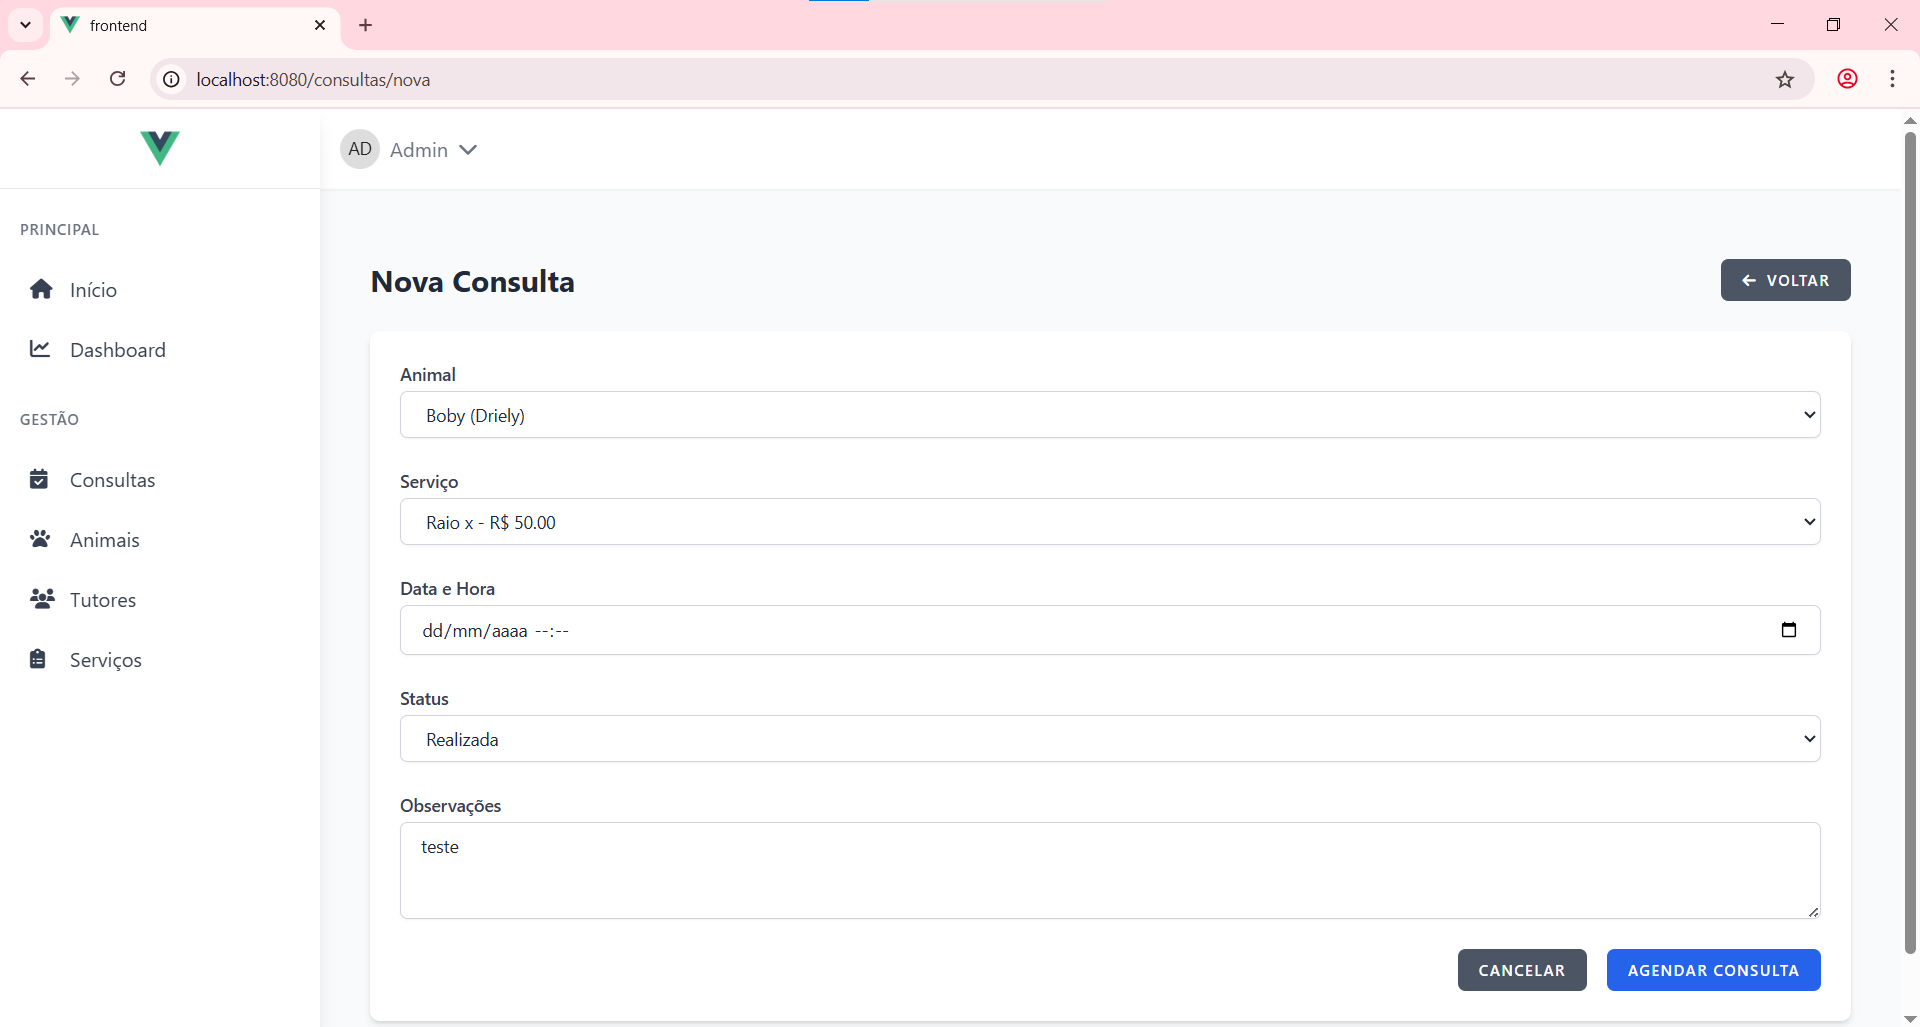 frontend
localhost:8080/consultas/nova
AD Admin
PRINCIPAL
Início
Dashboard
GESTÃO
Consultas
Animais
Tutores
Serviços
Nova Consulta
VOLTAR
Animal
Boby (Driely)
Serviço
Raio x - R$ 50.00
Data e Hora
dd/mm/aaaa --:--
Status
Realizada
Observações
teste
CANCELAR
AGENDAR CONSULTA